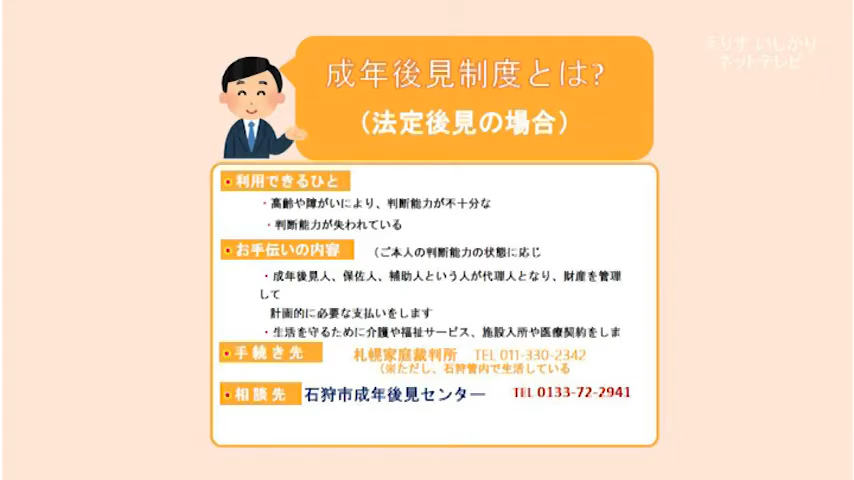 りす いしかり
ネットテレビ
成年後見制度とは?
（法定後見の場合）
・利用できるひと
・高齢や障がいにより、判断能力が不十分な
・判断能力が失われている
・お手伝いの内容 （ご本人の判断能力の状態に応じ
・成年後見人、保佐人、補助人という人が代理人となり、財産を管理
して
計画的に必要な支払いをします
・生活を守るために介護や福祉サービス、施設入所や医療契約をしま
・手続き先 札幌家庭裁判所 TEL 011-330-2342
（※ただし、石狩管内で生活している
・相談先 石狩市成年後見センター TEL 0133-72-2941